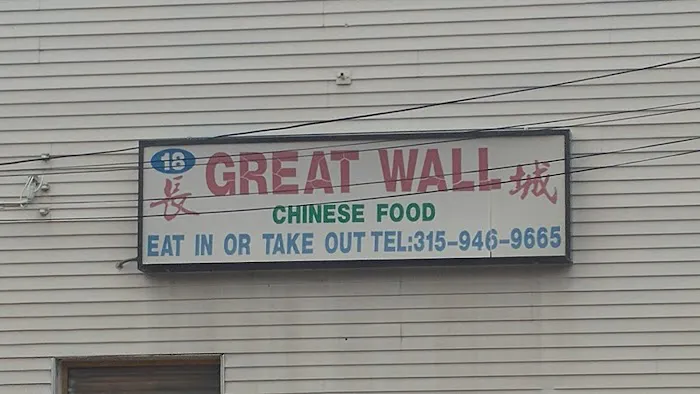 18
GREAT WALL
長 城
CHINESE FOOD
EAT IN OR TAKE OUT TEL:315-946-9665